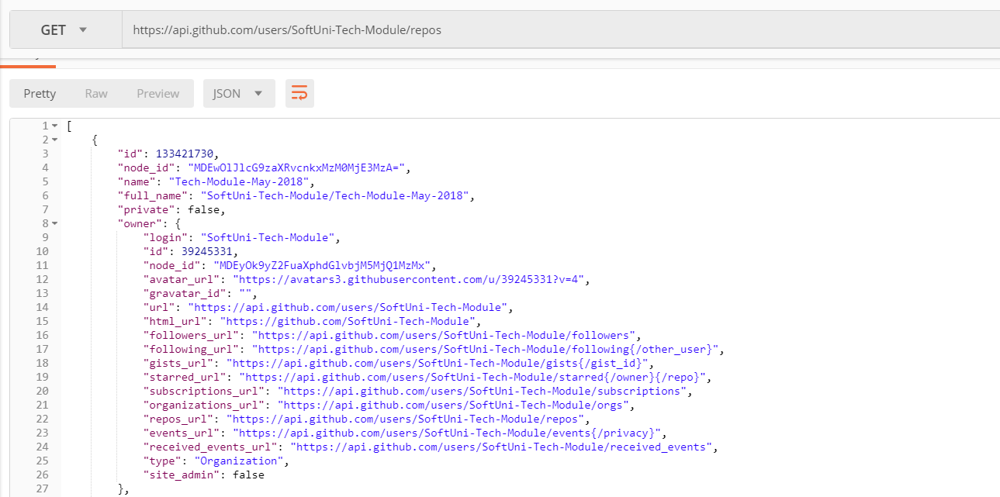 GET https://api.github.com/users/SoftUni-Tech-Module/repos
Pretty Raw Preview JSON
1 [
2 {
3 "id": 133421730,
4 "node_id": "MDEwOlJlcG9zaXRvcnkxMzM0MjE3MzA=",
5 "name": "Tech-Module-May-2018",
6 "full_name": "SoftUni-Tech-Module/Tech-Module-May-2018",
7 "private": false,
8 "owner": {
9 "login": "SoftUni-Tech-Module",
10 "id": 39245331,
11 "node_id": "MDEyOk9yZ2FuaXphdGlvbjM5MjQ1MzMx",
12 "avatar_url": "https://avatars3.githubusercontent.com/u/39245331?v=4",
13 "gravatar_id": "",
14 "url": "https://api.github.com/users/SoftUni-Tech-Module",
15 "html_url": "https://github.com/SoftUni-Tech-Module",
16 "followers_url": "https://api.github.com/users/SoftUni-Tech-Module/followers",
17 "following_url": "https://api.github.com/users/SoftUni-Tech-Module/following{/other_user}",
18 "gists_url": "https://api.github.com/users/SoftUni-Tech-Module/gists{/gist_id}",
19 "starred_url": "https://api.github.com/users/SoftUni-Tech-Module/starred{/owner}{/repo}",
20 "subscriptions_url": "https://api.github.com/users/SoftUni-Tech-Module/subscriptions",
21 "organizations_url": "https://api.github.com/users/SoftUni-Tech-Module/orgs",
22 "repos_url": "https://api.github.com/users/SoftUni-Tech-Module/repos",
23 "events_url": "https://api.github.com/users/SoftUni-Tech-Module/events{/privacy}",
24 "received_events_url": "https://api.github.com/users/SoftUni-Tech-Module/received_events",
25 "type": "Organization",
26 "site_admin": false
27 },